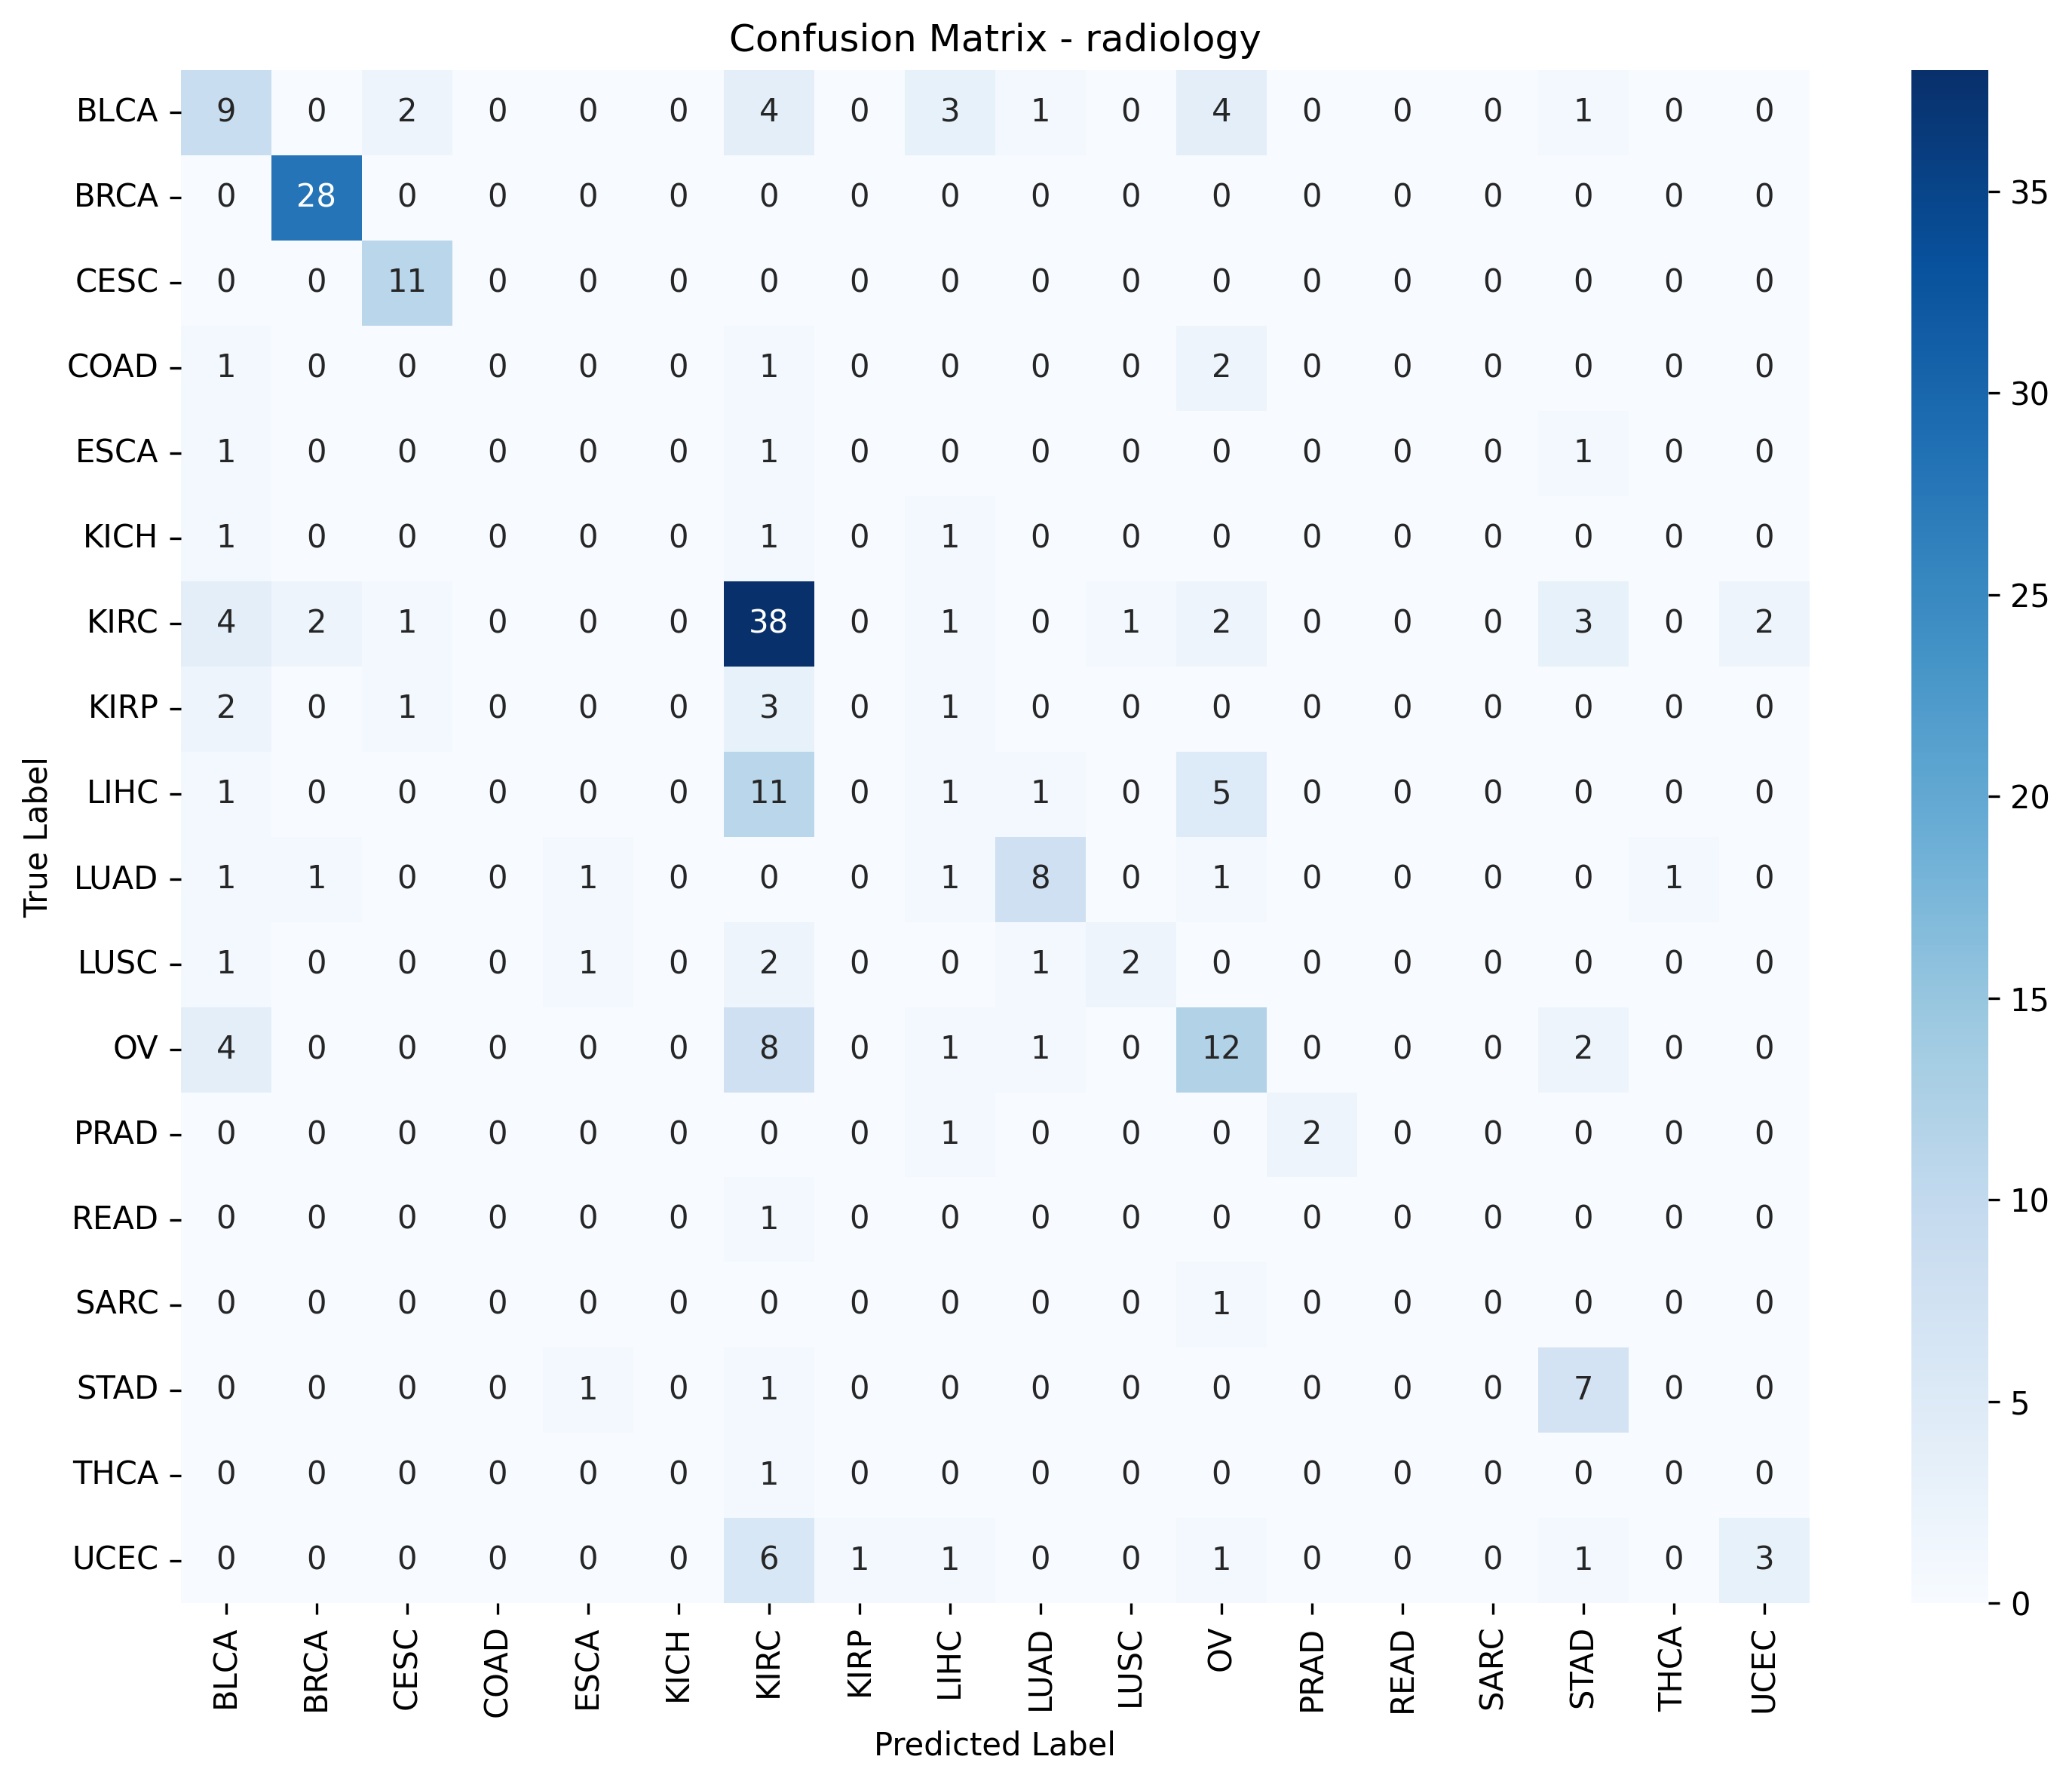 Confusion Matrix - radiology
True Label
BLCA 9 0 2 0 0 0 4 0 3 1 0 4 0 0 0 1 0 0
BRCA 0 28 0 0 0 0 0 0 0 0 0 0 0 0 0 0 0 0
CESC 0 0 11 0 0 0 0 0 0 0 0 0 0 0 0 0 0 0
COAD 1 0 0 0 0 0 1 0 0 0 0 2 0 0 0 0 0 0
ESCA 1 0 0 0 0 0 1 0 0 0 0 0 0 0 0 1 0 0
KICH 1 0 0 0 0 0 1 0 1 0 0 0 0 0 0 0 0 0
KIRC 4 2 1 0 0 0 38 0 1 0 1 2 0 0 0 3 0 2
KIRP 2 0 1 0 0 0 3 0 1 0 0 0 0 0 0 0 0 0
LIHC 1 0 0 0 0 0 11 0 1 1 0 5 0 0 0 0 0 0
LUAD 1 1 0 0 1 0 0 0 1 8 0 1 0 0 0 0 1 0
LUSC 1 0 0 0 1 0 2 0 0 1 2 0 0 0 0 0 0 0
OV 4 0 0 0 0 0 8 0 1 1 0 12 0 0 0 2 0 0
PRAD 0 0 0 0 0 0 0 0 1 0 0 0 2 0 0 0 0 0
READ 0 0 0 0 0 0 1 0 0 0 0 0 0 0 0 0 0 0
SARC 0 0 0 0 0 0 0 0 0 0 0 1 0 0 0 0 0 0
STAD 0 0 0 0 1 0 1 0 0 0 0 0 0 0 0 7 0 0
THCA 0 0 0 0 0 0 1 0 0 0 0 0 0 0 0 0 0 0
UCEC 0 0 0 0 0 0 6 1 1 0 0 1 0 0 0 1 0 3
BLCA BRCA CESC COAD ESCA KICH KIRC KIRP LIHC LUAD LUSC OV PRAD READ SARC STAD THCA UCEC
Predicted Label
35
30
25
20
15
10
5
0